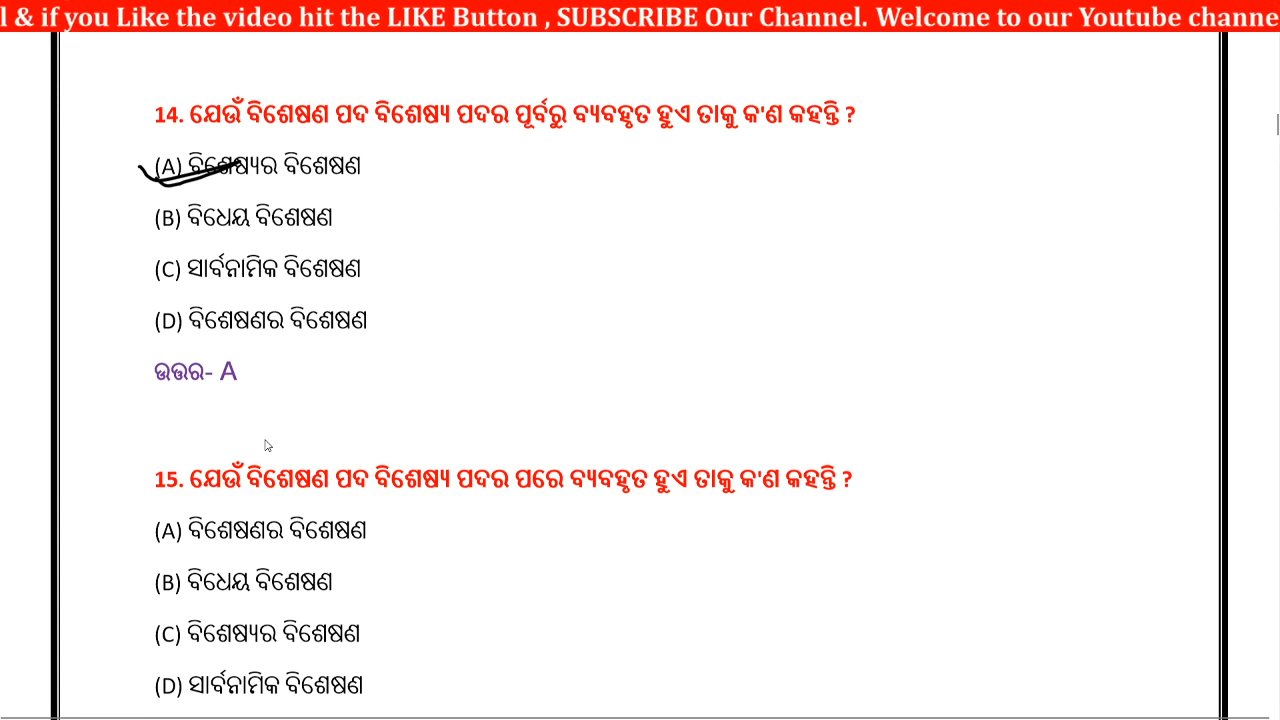 l & if you Like the video hit the LIKE Button , SUBSCRIBE Our Channel. Welcome to our Youtube channe
14. ଯେଉଁ ବିଶେଷଣ ପଦ ବିଶେଷ୍ୟ ପଦର ପୂର୍ବରୁ ବ୍ୟବହୃତ ହୁଏ ତାକୁ କ'ଣ କହନ୍ତି ?
(A) ବିଶେଷ୍ୟର ବିଶେଷଣ
(B) ବିଧେୟ ବିଶେଷଣ
(C) ସାର୍ବନାମିକ ବିଶେଷଣ
(D) ବିଶେଷଣର ବିଶେଷଣ
ଉତ୍ତର- A
15. ଯେଉଁ ବିଶେଷଣ ପଦ ବିଶେଷ୍ୟ ପଦର ପରେ ବ୍ୟବହୃତ ହୁଏ ତାକୁ କ'ଣ କହନ୍ତି ?
(A) ବିଶେଷଣର ବିଶେଷଣ
(B) ବିଧେୟ ବିଶେଷଣ
(C) ବିଶେଷ୍ୟର ବିଶେଷଣ
(D) ସାର୍ବନାମିକ ବିଶେଷଣ